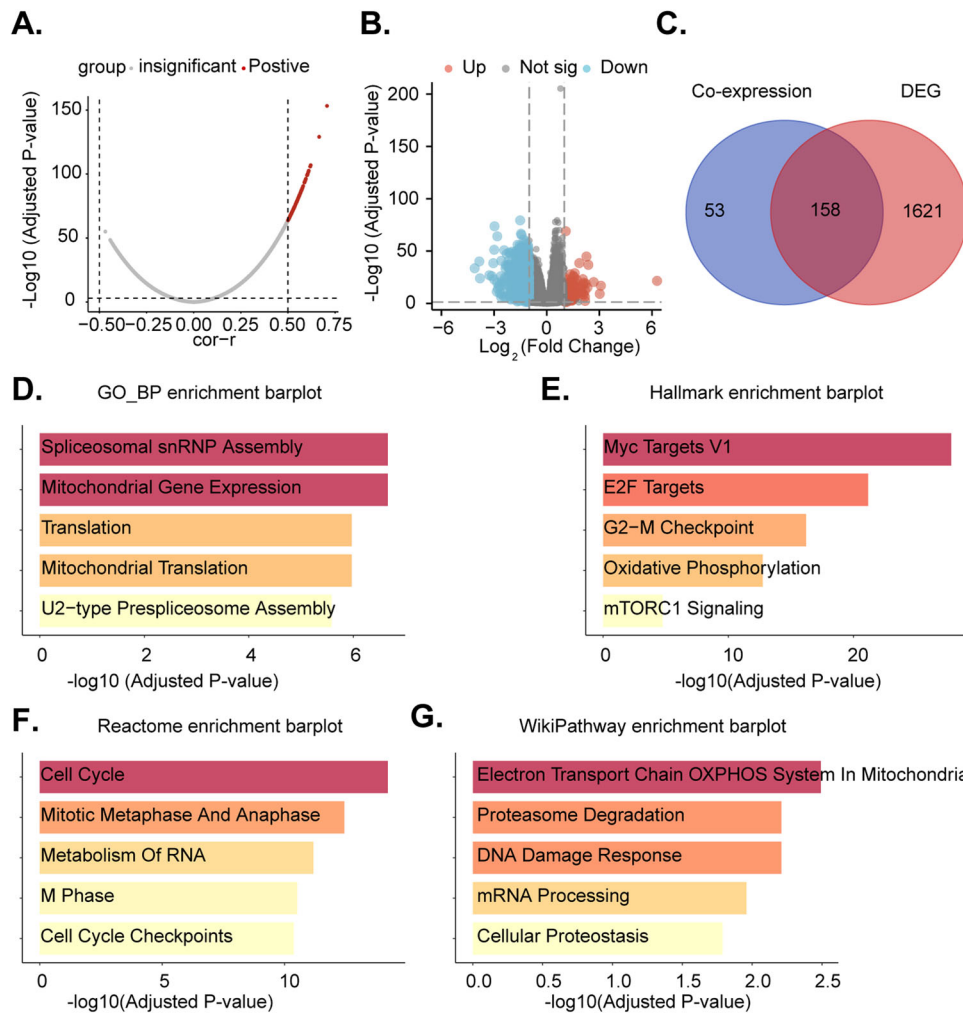 A.
group insignificant Postive
-Log10 (Adjusted P-value)
150
100
50
0
−0.50 −0.25 0.00 0.25 0.50 0.75
cor−r
B.
Up Not sig Down
-Log10 (Adjusted P-value)
200
150
100
50
0
−6 −3 0 3 6
Log2 (Fold Change)
C.
Co-expression DEG
53 158 1621
D.
GO_BP enrichment barplot
Spliceosomal snRNP Assembly
Mitochondrial Gene Expression
Translation
Mitochondrial Translation
U2−type Prespliceosome Assembly
0 2 4 6
-log10 (Adjusted P-value)
E.
Hallmark enrichment barplot
Myc Targets V1
E2F Targets
G2−M Checkpoint
Oxidative Phosphorylation
mTORC1 Signaling
0 10 20
-log10(Adjusted P-value)
F.
Reactome enrichment barplot
Cell Cycle
Mitotic Metaphase And Anaphase
Metabolism Of RNA
M Phase
Cell Cycle Checkpoints
0 5 10
-log10(Adjusted P-value)
G.
WikiPathway enrichment barplot
Electron Transport Chain OXPHOS System In Mitochondria
Proteasome Degradation
DNA Damage Response
mRNA Processing
Cellular Proteostasis
0.0 0.5 1.0 1.5 2.0 2.5
-log10(Adjusted P-value)